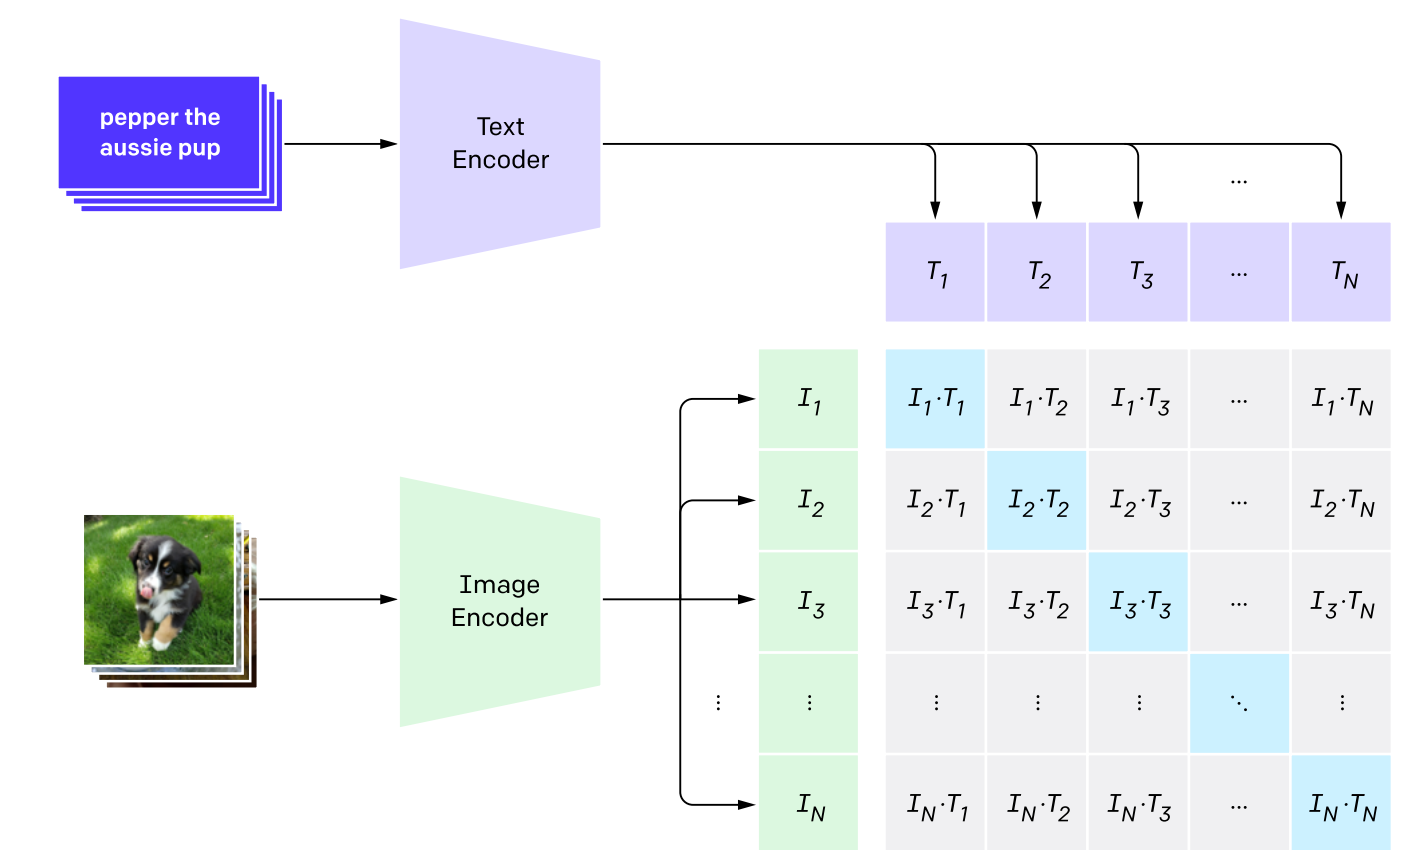 pepper the
aussie pup
Text
Encoder
...
T1 T2 T3 ... TN
I1 I1·T1 I1·T2 I1·T3 ... I1·TN
I2 I2·T1 I2·T2 I2·T3 ... I2·TN
Image
Encoder
I3 I3·T1 I3·T2 I3·T3 ... I3·TN
⋮ ⋮ ⋮ ⋮ ⋮ ⋱ ⋮
IN IN·T1 IN·T2 IN·T3 ... IN·TN